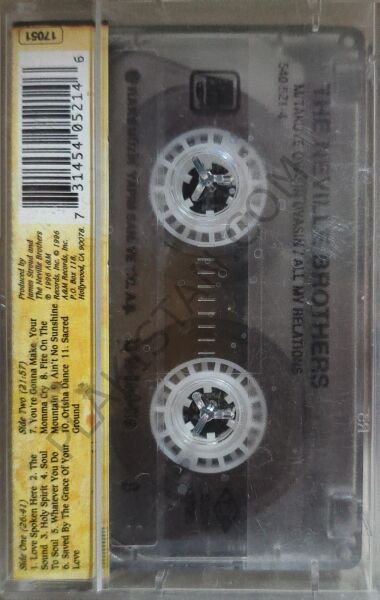 17051
7 31454 05214 6
Produced by
James Stroud and
The Neville Brothers
℗ 1996 A&M
Records, Inc. © 1996
A&M Records, Inc.
P.O. Box 118,
Hollywood, CA 90078.
Side One (26:41)
1. Love Spoken Here 2. The
Sound 3. Holy Spirit 4. Soul
To Soul 5. Whatever You Do
6. Saved By The Grace Of Your
Love
Side Two (21:57)
7. You're Gonna Make Your
Momma Cry 8. Fire On The
Mountain 9. Ain't No Sunshine
10. Orisha Dance 11. Sacred
Ground
540 521-4
THE NEVILLE BROTHERS
MITAKUYE OYASIN OYASIN / ALL MY RELATIONS